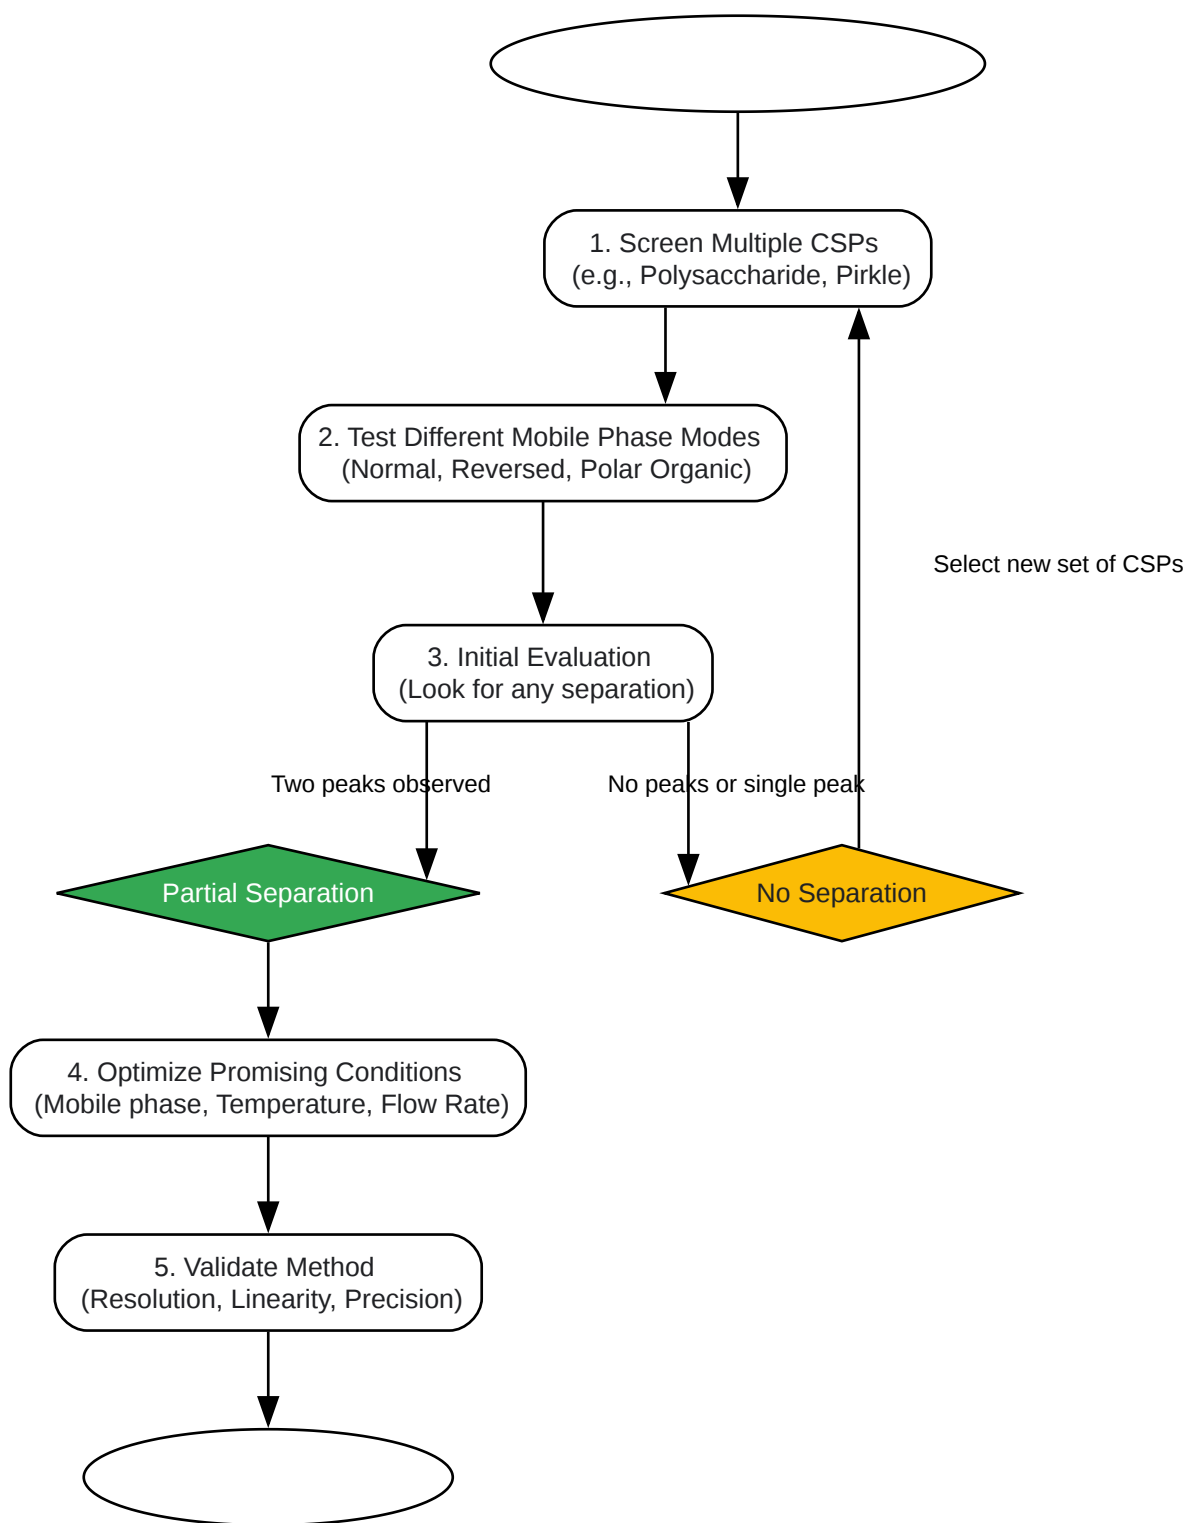 1. Screen Multiple CSPs
(e.g., Polysaccharide, Pirkle)
2. Test Different Mobile Phase Modes
(Normal, Reversed, Polar Organic)
Select new set of CSPs
3. Initial Evaluation
(Look for any separation)
Two peaks observed
No peaks or single peak
Partial Separation
No Separation
4. Optimize Promising Conditions
(Mobile phase, Temperature, Flow Rate)
5. Validate Method
(Resolution, Linearity, Precision)